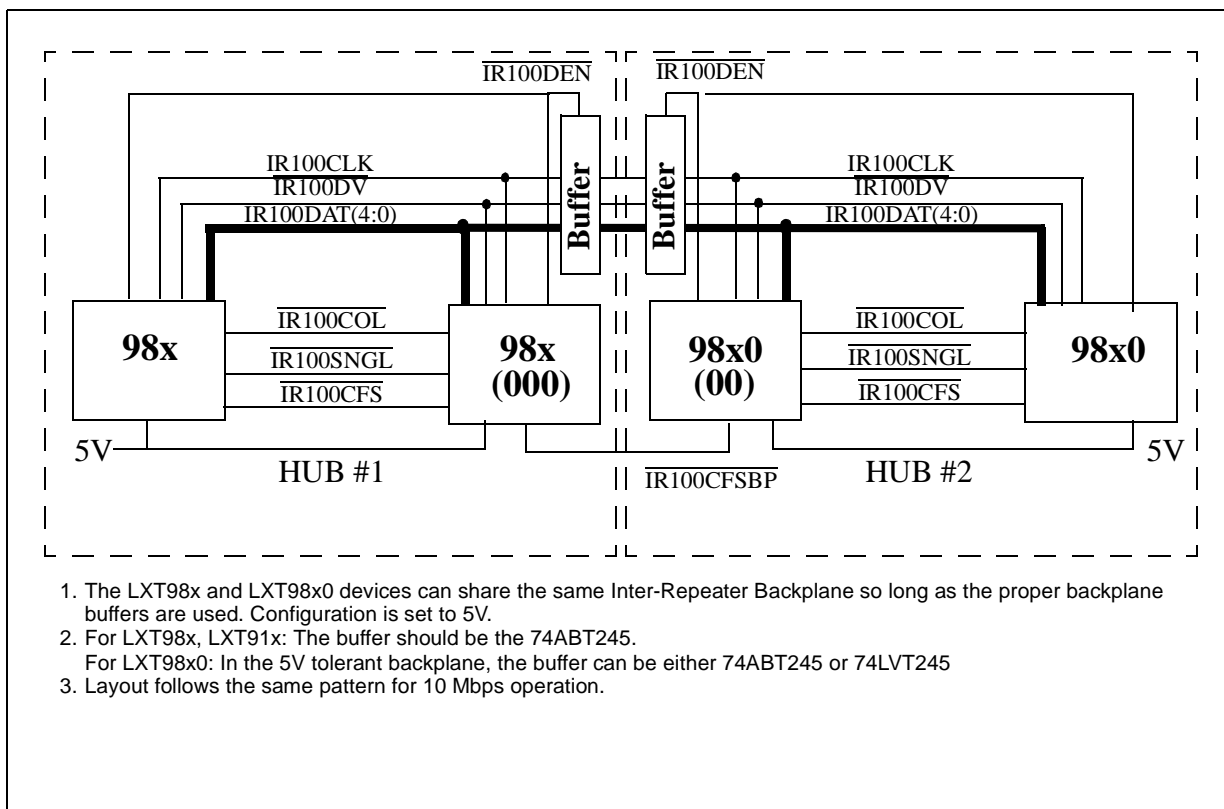 IR100DEN IR100DEN
Buffer Buffer
IR100CLK IR100CLK
IR100DV IR100DV
IR100DAT(4:0) IR100DAT(4:0)
98x
IR100COL
IR100SNGL
IR100CFS
98x
(000)
98x0
(00)
IR100COL
IR100SNGL
IR100CFS
98x0
5V
HUB #1
IR100CFSBP
HUB #2
5V
1. The LXT98x and LXT98x0 devices can share the same Inter-Repeater Backplane so long as the proper backplane
buffers are used. Configuration is set to 5V.
2. For LXT98x, LXT91x: The buffer should be the 74ABT245.
For LXT98x0: In the 5V tolerant backplane, the buffer can be either 74ABT245 or 74LVT245
3. Layout follows the same pattern for 10 Mbps operation.